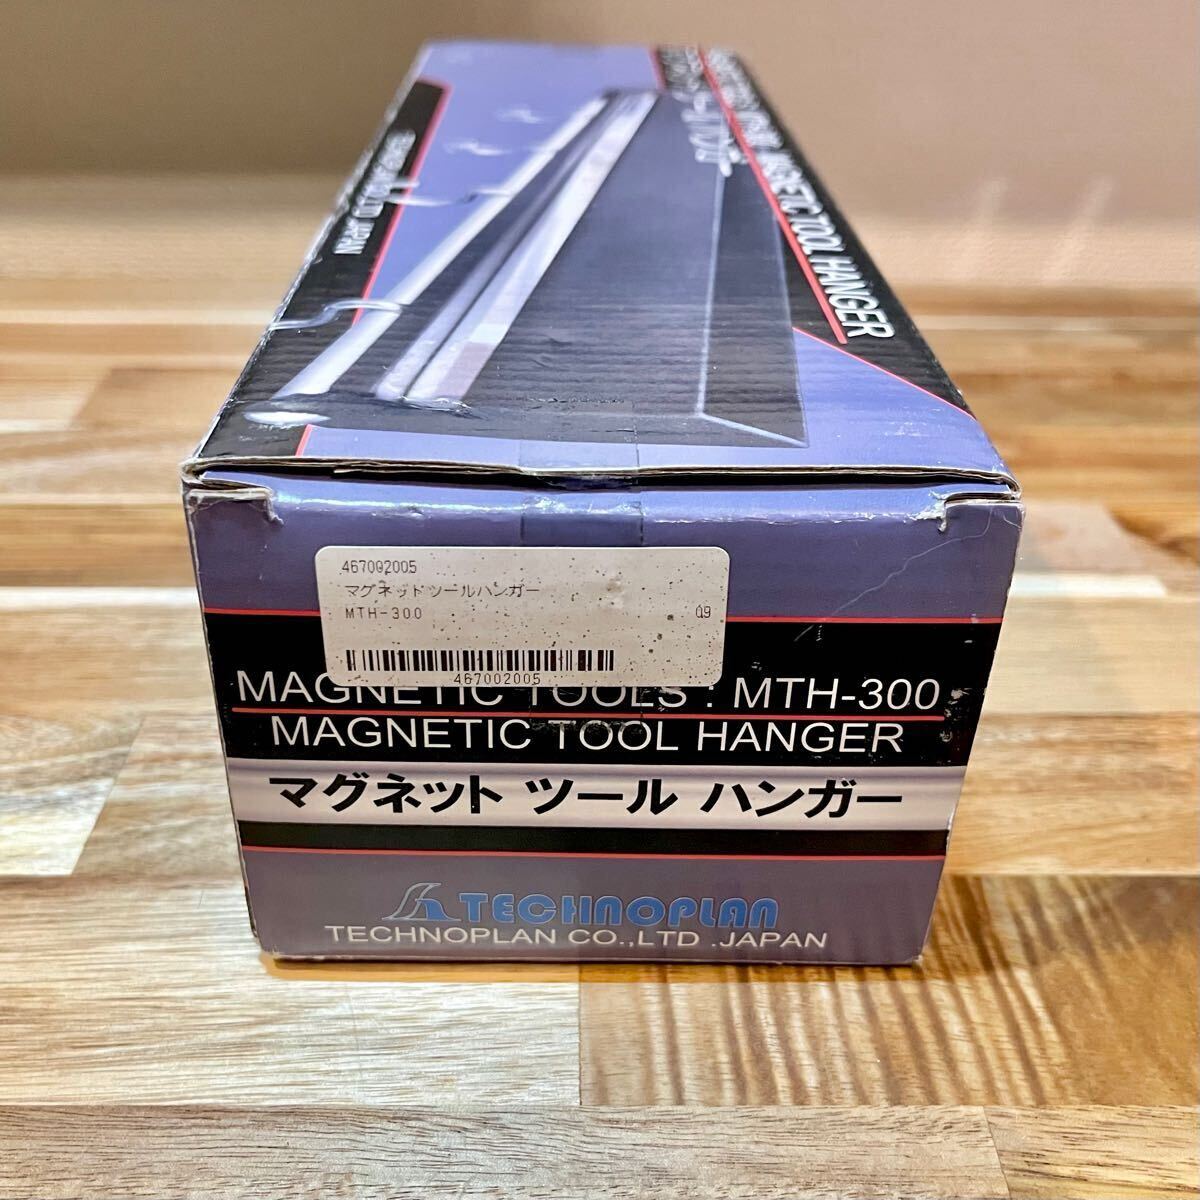 MAGNETIC TOOL HANGER
JAPAN
467002005
マグネットツールハンガー
MTH-300
09
467002005
MAGNETIC TOOLS : MTH-300
MAGNETIC TOOL HANGER
マグネット ツール ハンガー
TECHNOPLAN
TECHNOPLAN CO.,LTD .JAPAN